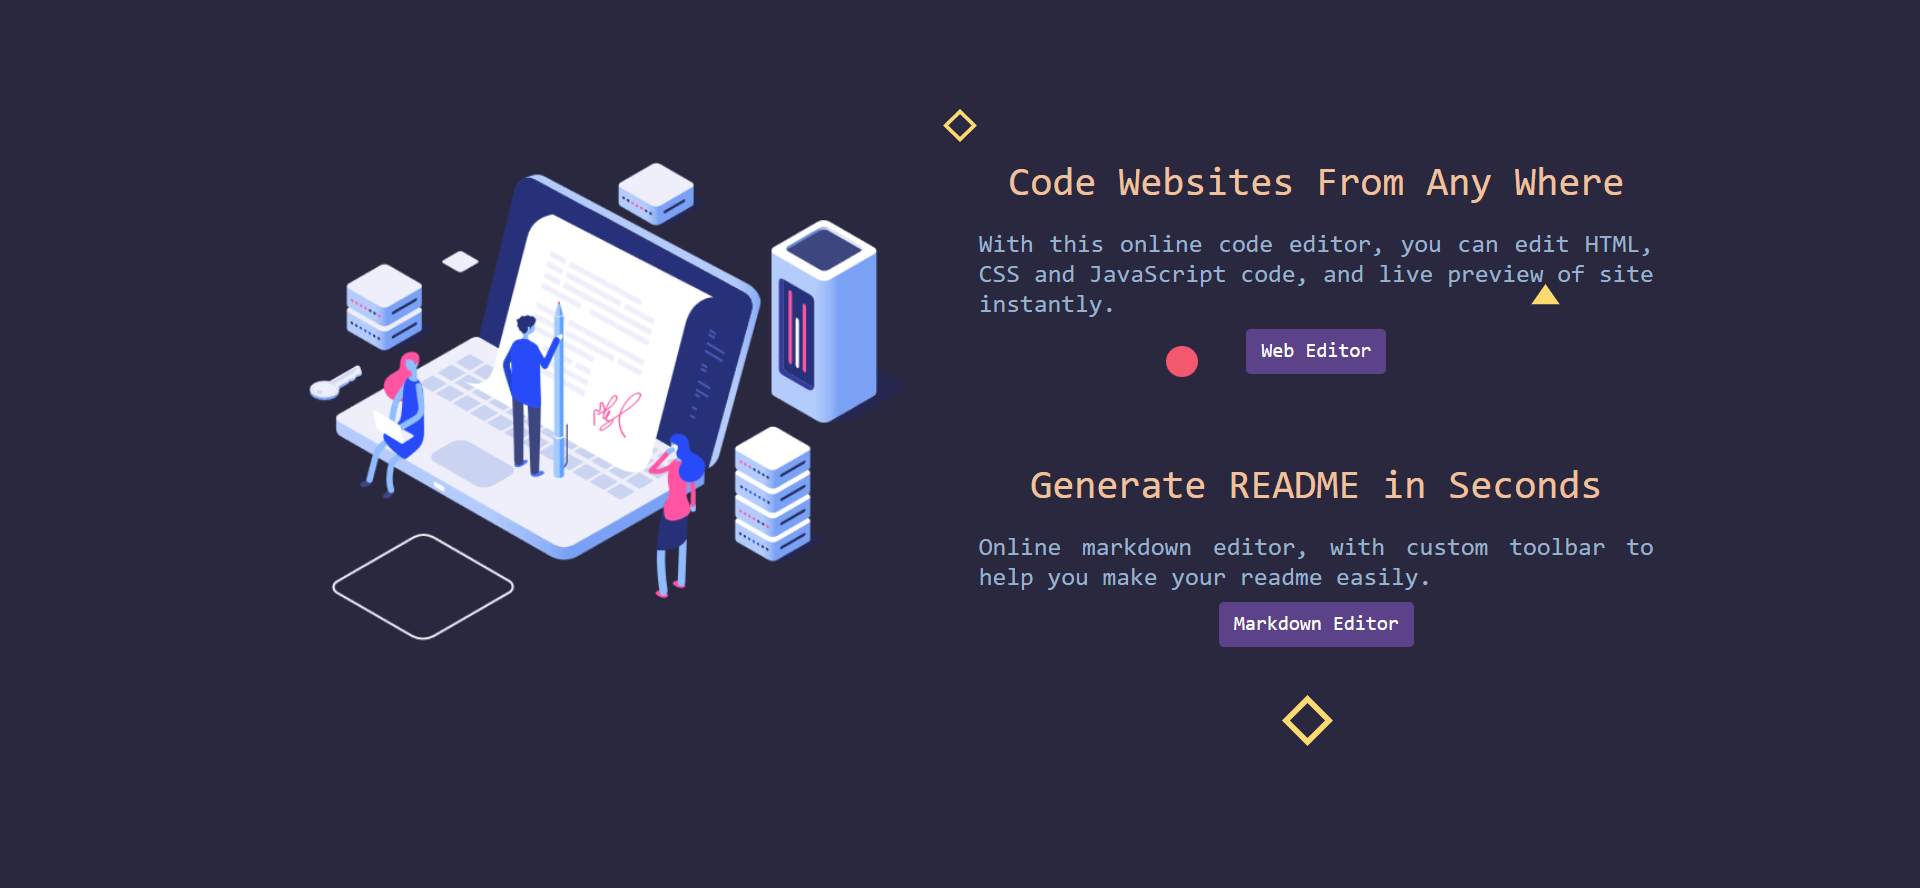 Code Websites From Any Where
With this online code editor, you can edit HTML,
CSS and JavaScript code, and live preview of site
instantly.
Web Editor
Generate README in Seconds
Online markdown editor, with custom toolbar to
help you make your readme easily.
Markdown Editor